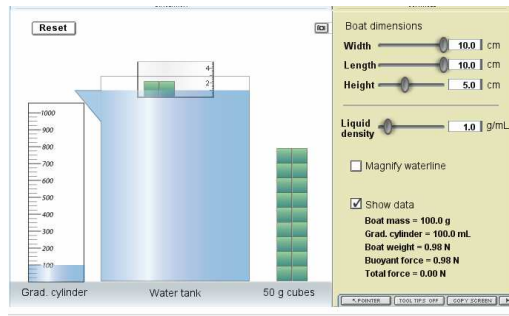 Reset
4
2
1000
900
800
700
600
500
400
300
200
100
Grad. cylinder
Water tank
50 g cubes
Boat dimensions
Width 10.0 cm
Length 10.0 cm
Height 5.0 cm
Liquid density 1.0 g/mL
Magnify waterline
Show data
Boat mass = 100.0 g
Grad. cylinder = 100.0 mL
Boat weight = 0.98 N
Buoyant force = 0.98 N
Total force = 0.00 N
POINTER
TOOL TIPS OFF
COPY SCREEN